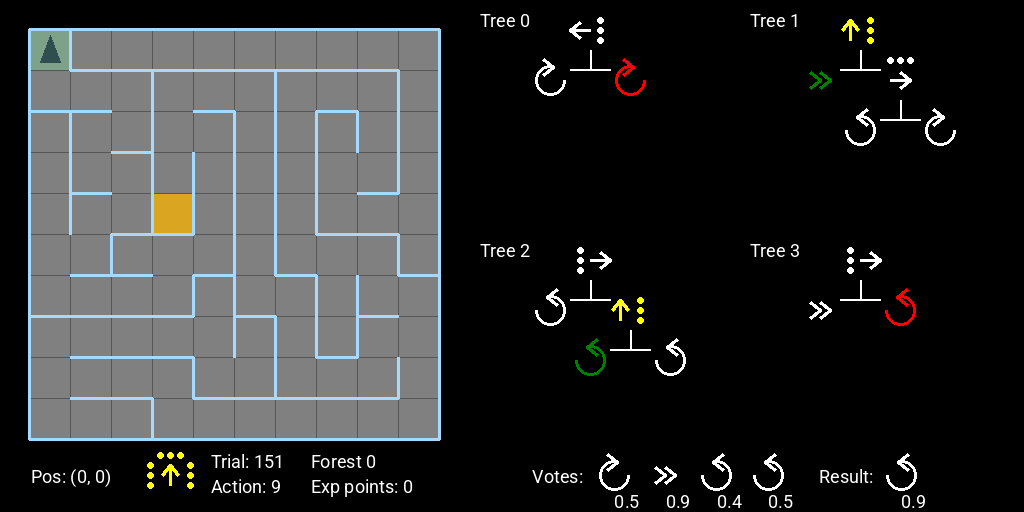 Tree 0
Tree 1
Tree 2
Tree 3
Pos: (0, 0)
Trial: 151
Forest 0
Action: 9
Exp points: 0
Votes:
0.5
0.9
0.4
0.5
Result:
0.9